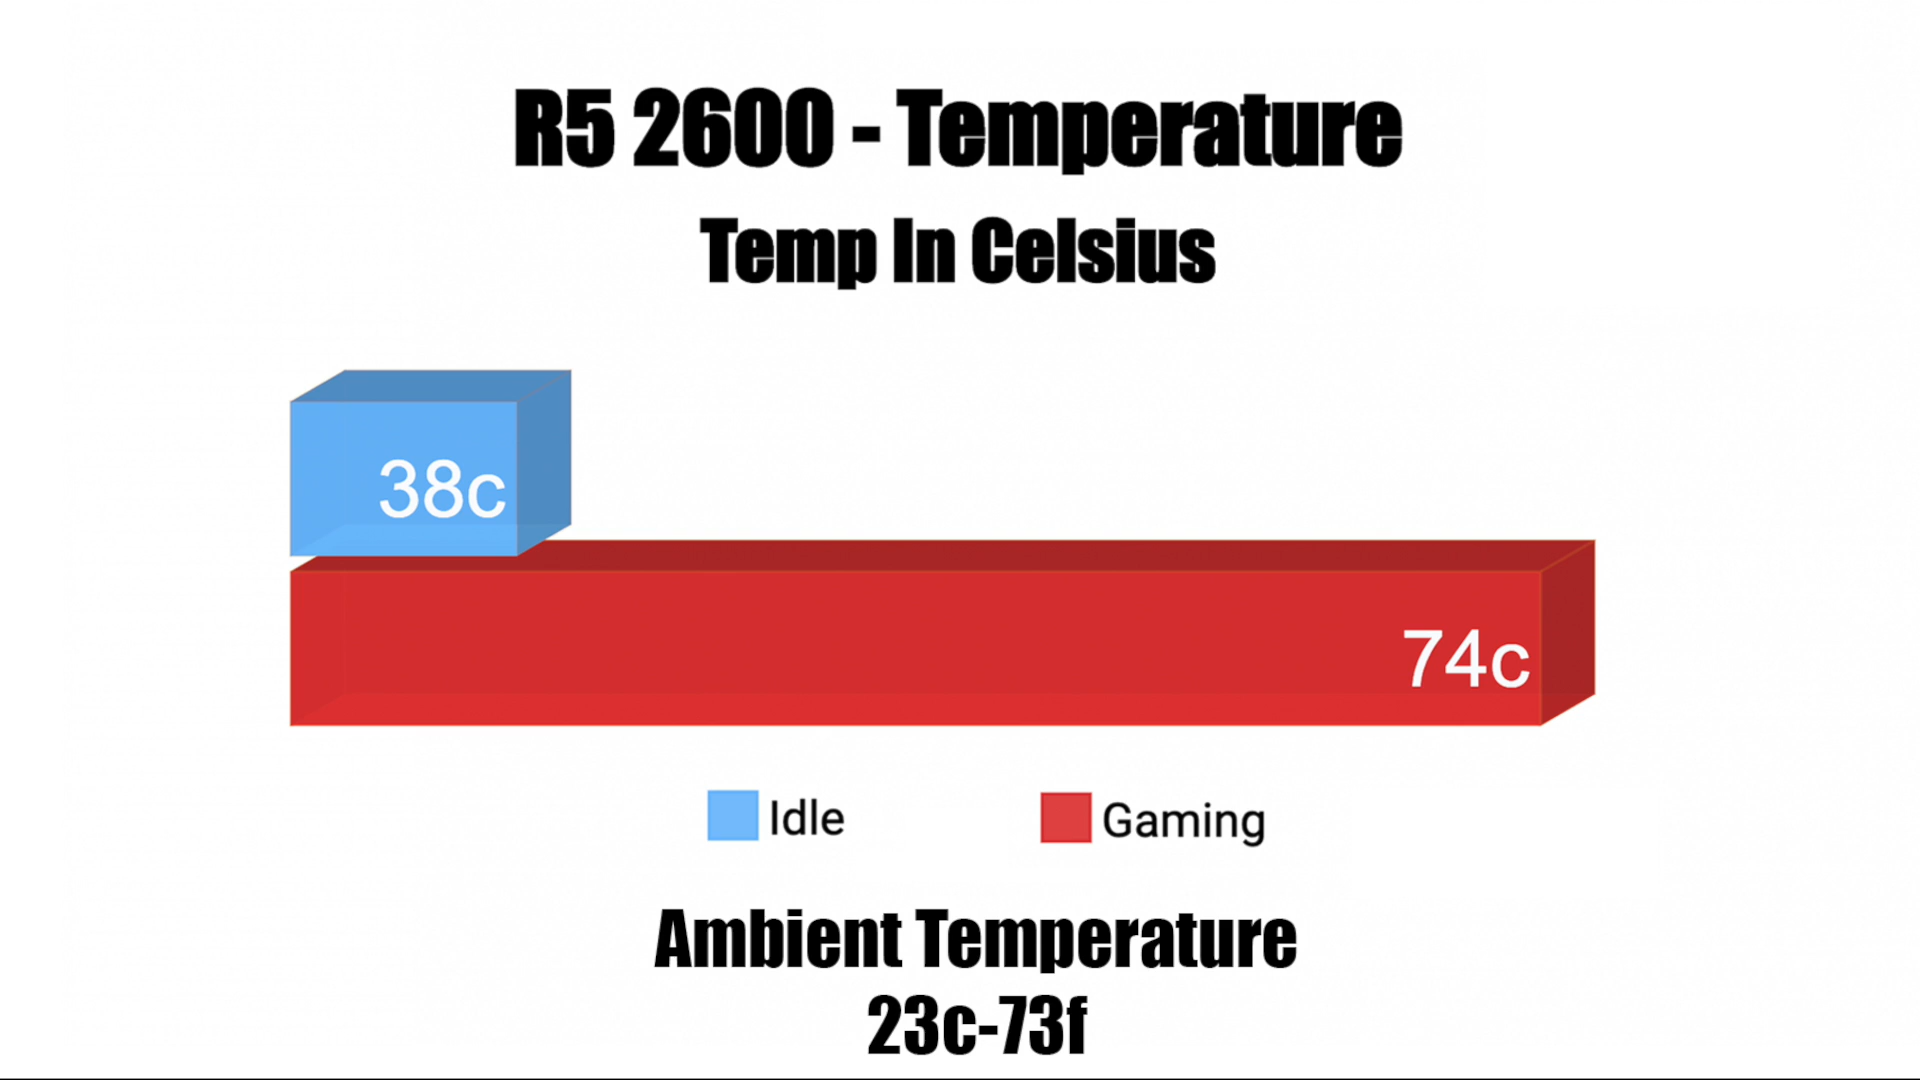 R5 2600 - Temperature
Temp In Celsius
38c
74c
Idle
Gaming
Ambient Temperature
23c-73f